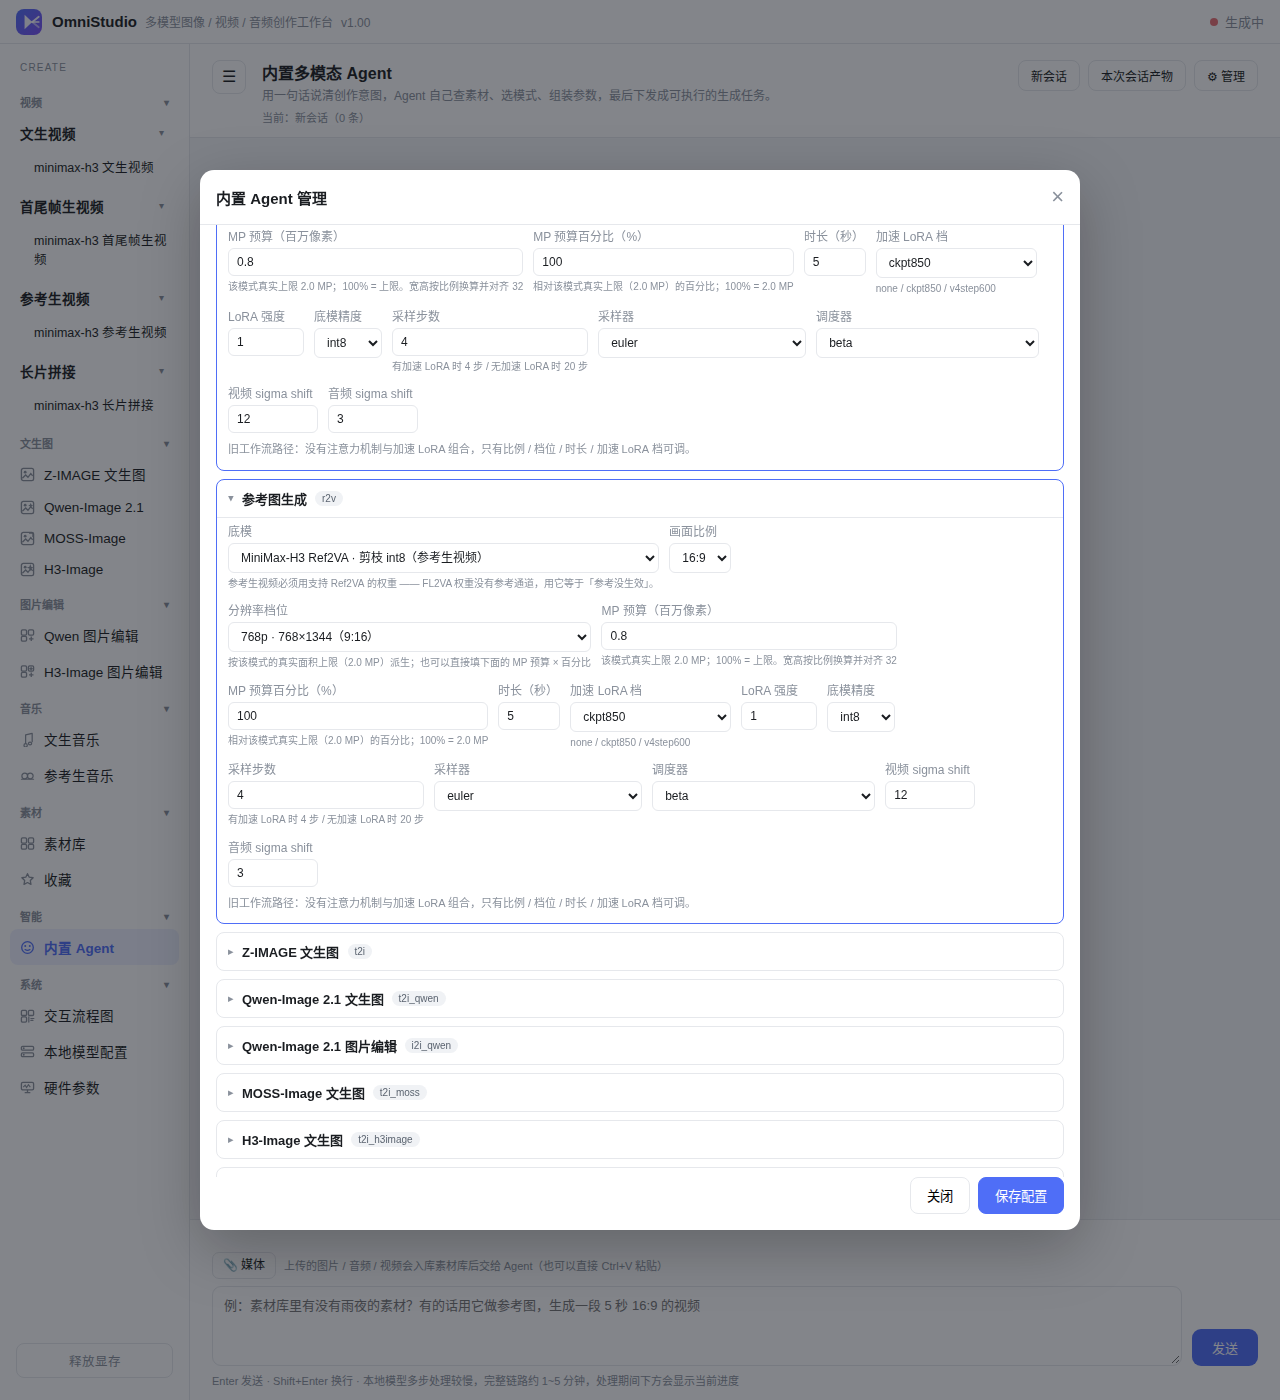 OmniStudio 多模型图像 / 视频 / 音频创作工作台 v1.00
生成中
CREATE
视频
文生视频
minimax-h3 文生视频
首尾帧生视频
minimax-h3 首尾帧生视
频
参考生视频
minimax-h3 参考生视频
长片拼接
minimax-h3 长片拼接
文生图
Z-IMAGE 文生图
Qwen-Image 2.1
MOSS-Image
H3-Image
图片编辑
Qwen 图片编辑
H3-Image 图片编辑
音乐
文生音乐
参考生音乐
素材
素材库
收藏
智能
内置 Agent
系统
交互流程图
本地模型配置
硬件参数
释放显存
内置多模态 Agent
用一句话说清创作意图，Agent 自己查素材、选模式、组装参数，最后下发成可执行的生成任务。
当前：新会话（0 条）
新会话
本次会话产物
⚙ 管理
内置 Agent 管理
×
MP 预算（百万像素） MP 预算百分比（%） 时长（秒） 加速 LoRA 档
0.8 100 5 ckpt850
该模式真实上限 2.0 MP；100% = 上限。宽高按比例换算并对齐 32 相对该模式真实上限（2.0 MP）的百分比；100% = 2.0 MP none / ckpt850 / v4step600
LoRA 强度 底模精度 采样步数 采样器 调度器
1 int8 4 euler beta
有加速 LoRA 时 4 步 / 无加速 LoRA 时 20 步
视频 sigma shift 音频 sigma shift
12 3
旧工作流路径：没有注意力机制与加速 LoRA 组合，只有比例 / 档位 / 时长 / 加速 LoRA 档可调。
参考图生成 r2v
底模 画面比例
MiniMax-H3 Ref2VA · 剪枝 int8（参考生视频） 16:9
参考生视频必须用支持 Ref2VA 的权重 —— FL2VA 权重没有参考通道，用它等于「参考没生效」。
分辨率档位 MP 预算（百万像素）
768p · 768×1344（9:16） 0.8
按该模式的真实面积上限（2.0 MP）派生；也可以直接填下面的 MP 预算 × 百分比 该模式真实上限 2.0 MP；100% = 上限。宽高按比例换算并对齐 32
MP 预算百分比（%） 时长（秒） 加速 LoRA 档 LoRA 强度 底模精度
100 5 ckpt850 1 int8
相对该模式真实上限（2.0 MP）的百分比；100% = 2.0 MP none / ckpt850 / v4step600
采样步数 采样器 调度器 视频 sigma shift
4 euler beta 12
有加速 LoRA 时 4 步 / 无加速 LoRA 时 20 步
音频 sigma shift
3
旧工作流路径：没有注意力机制与加速 LoRA 组合，只有比例 / 档位 / 时长 / 加速 LoRA 档可调。
Z-IMAGE 文生图 t2i
Qwen-Image 2.1 文生图 t2i_qwen
Qwen-Image 2.1 图片编辑 i2i_qwen
MOSS-Image 文生图 t2i_moss
H3-Image 文生图 t2i_h3image
关闭
保存配置
📎 媒体 上传的图片 / 音频 / 视频会入库素材库后交给 Agent（也可以直接 Ctrl+V 粘贴）
例：素材库里有没有雨夜的素材？有的话用它做参考图，生成一段 5 秒 16:9 的视频
发送
Enter 发送 · Shift+Enter 换行 · 本地模型多步处理较慢，完整链路约 1~5 分钟，处理期间下方会显示当前进度